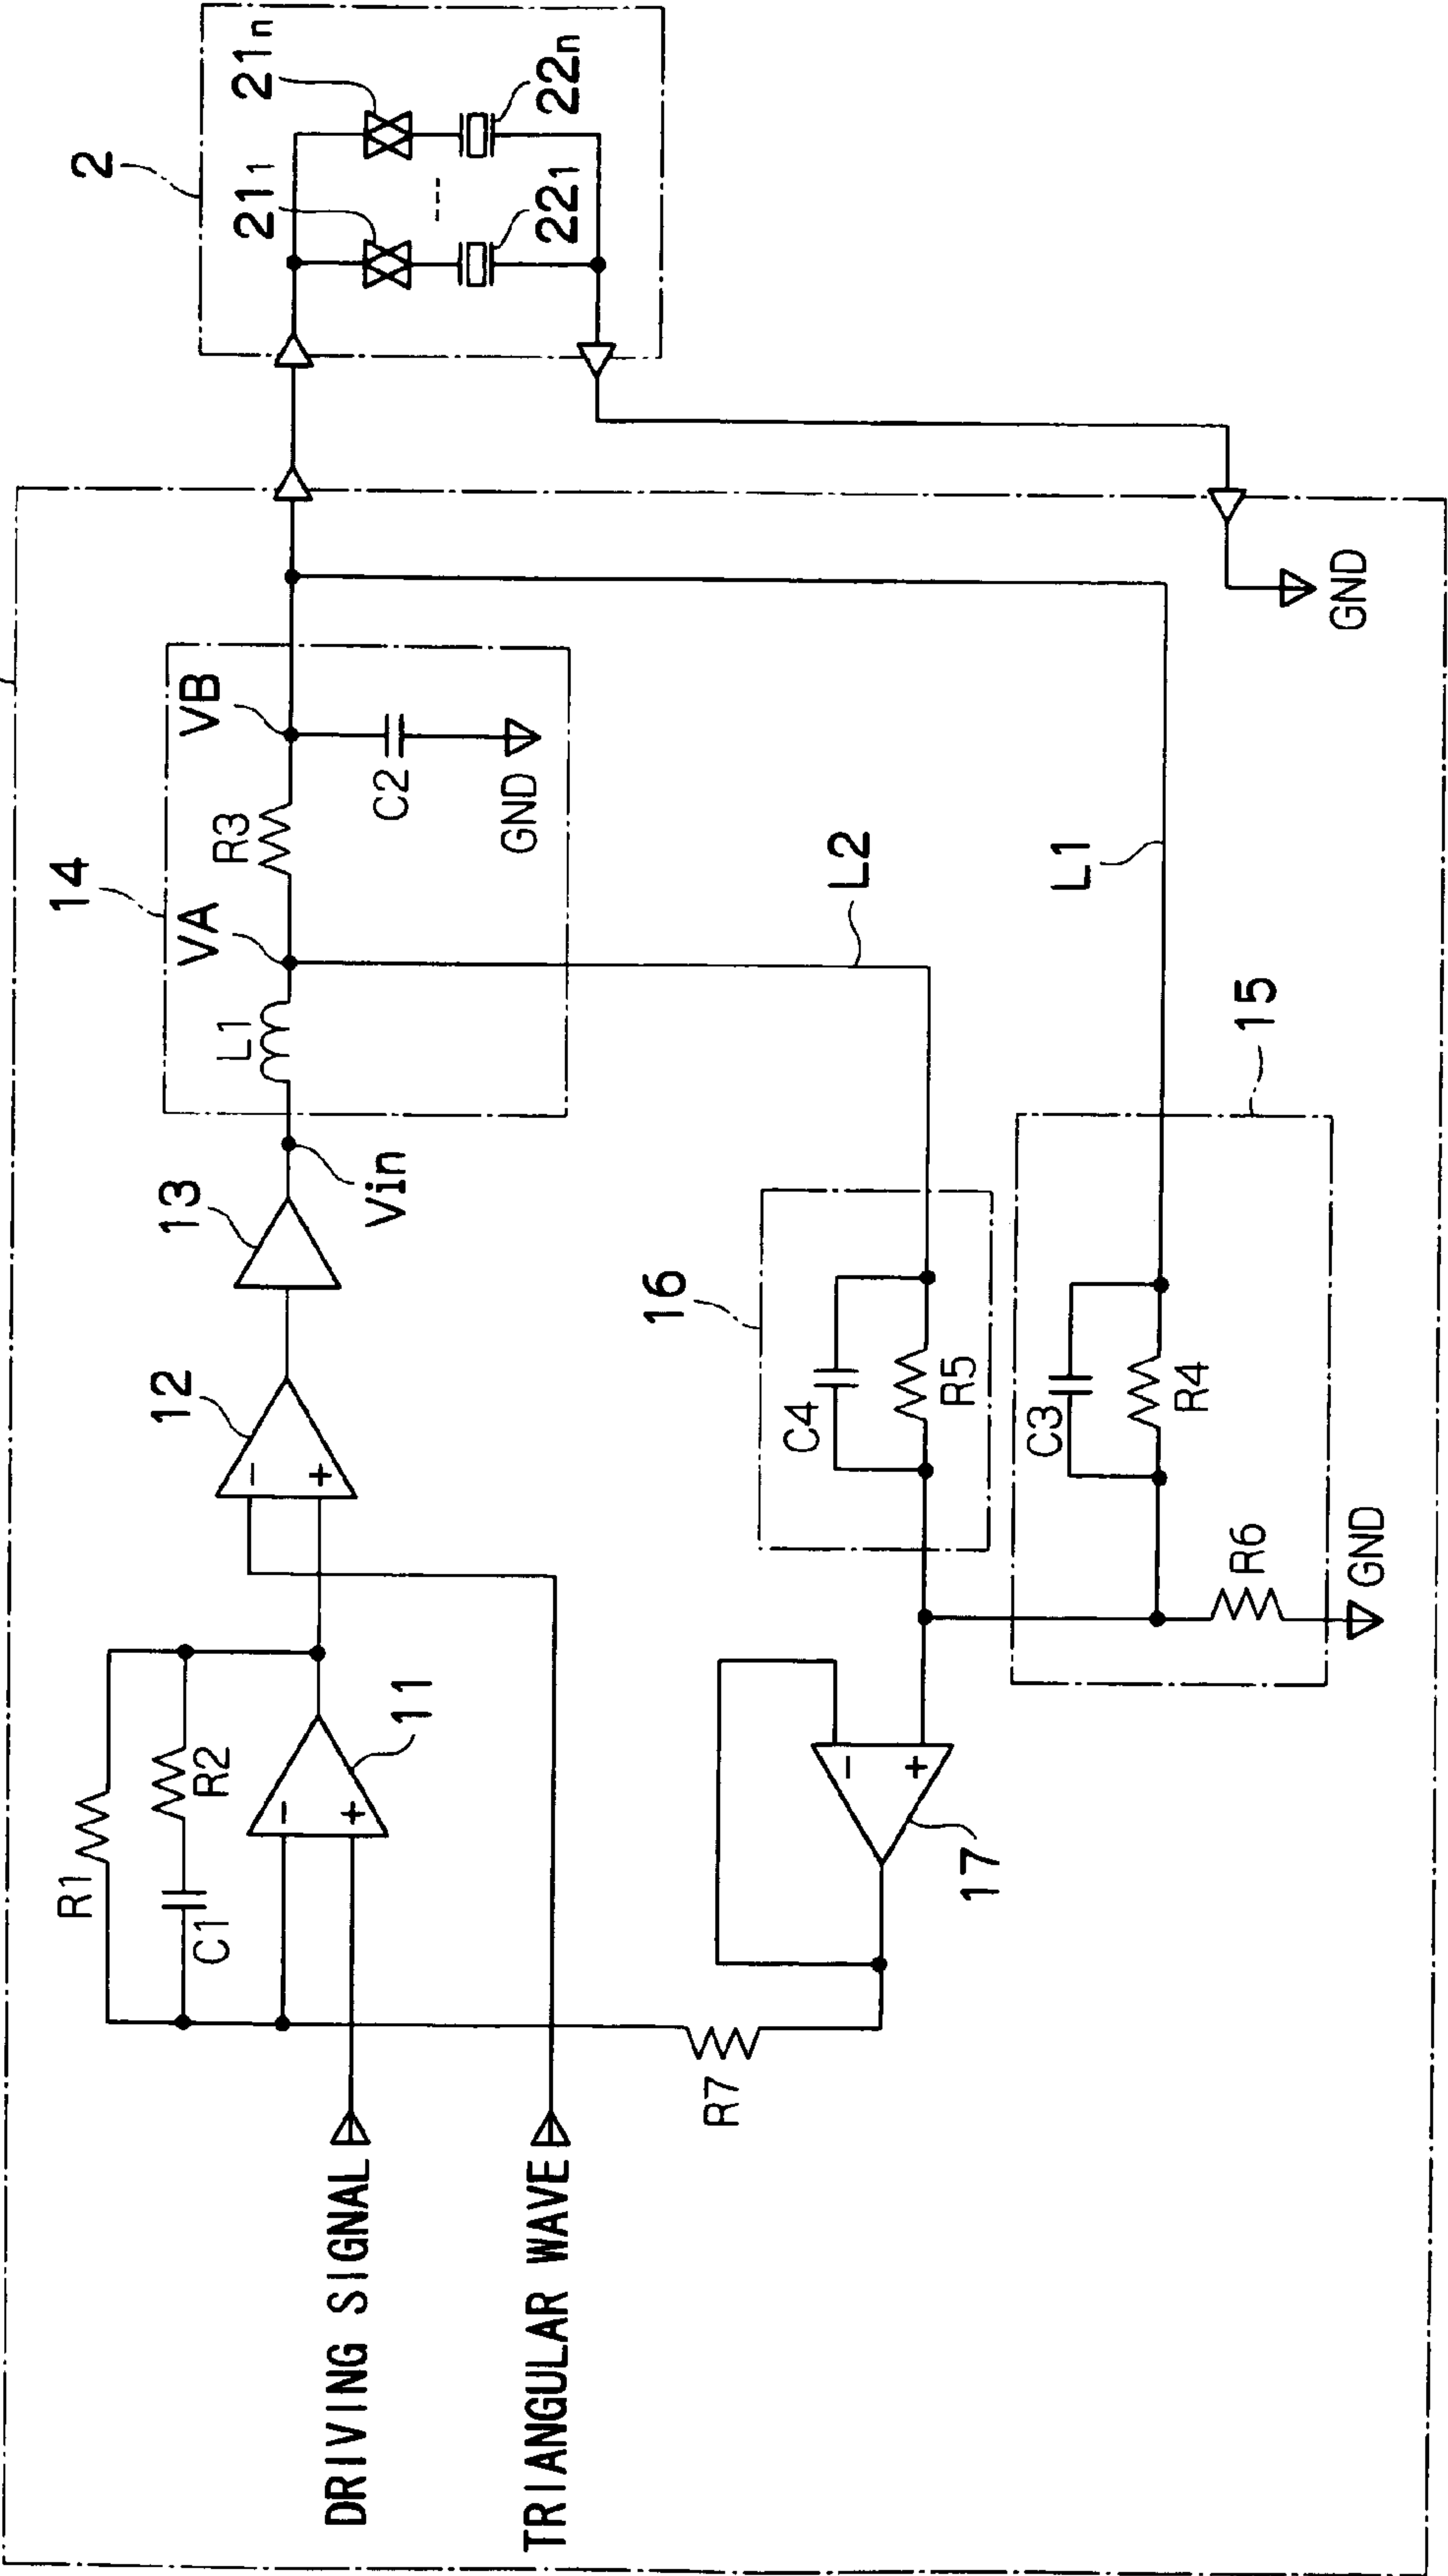 2
21₁
21n
22₁
22n
14
VA
VB
L1
R3
C2
GND
13
Vin
12
−
+
R1
R2
C1
11
−
+
DRIVING SIGNAL
TRIANGULAR WAVE
R7
17
−
+
16
C4
R5
L2
L1
15
C3
R4
R6
GND
GND